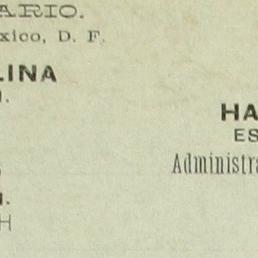 ARIO.
xico, D. F.
LINA
HA
ES
Administra
H